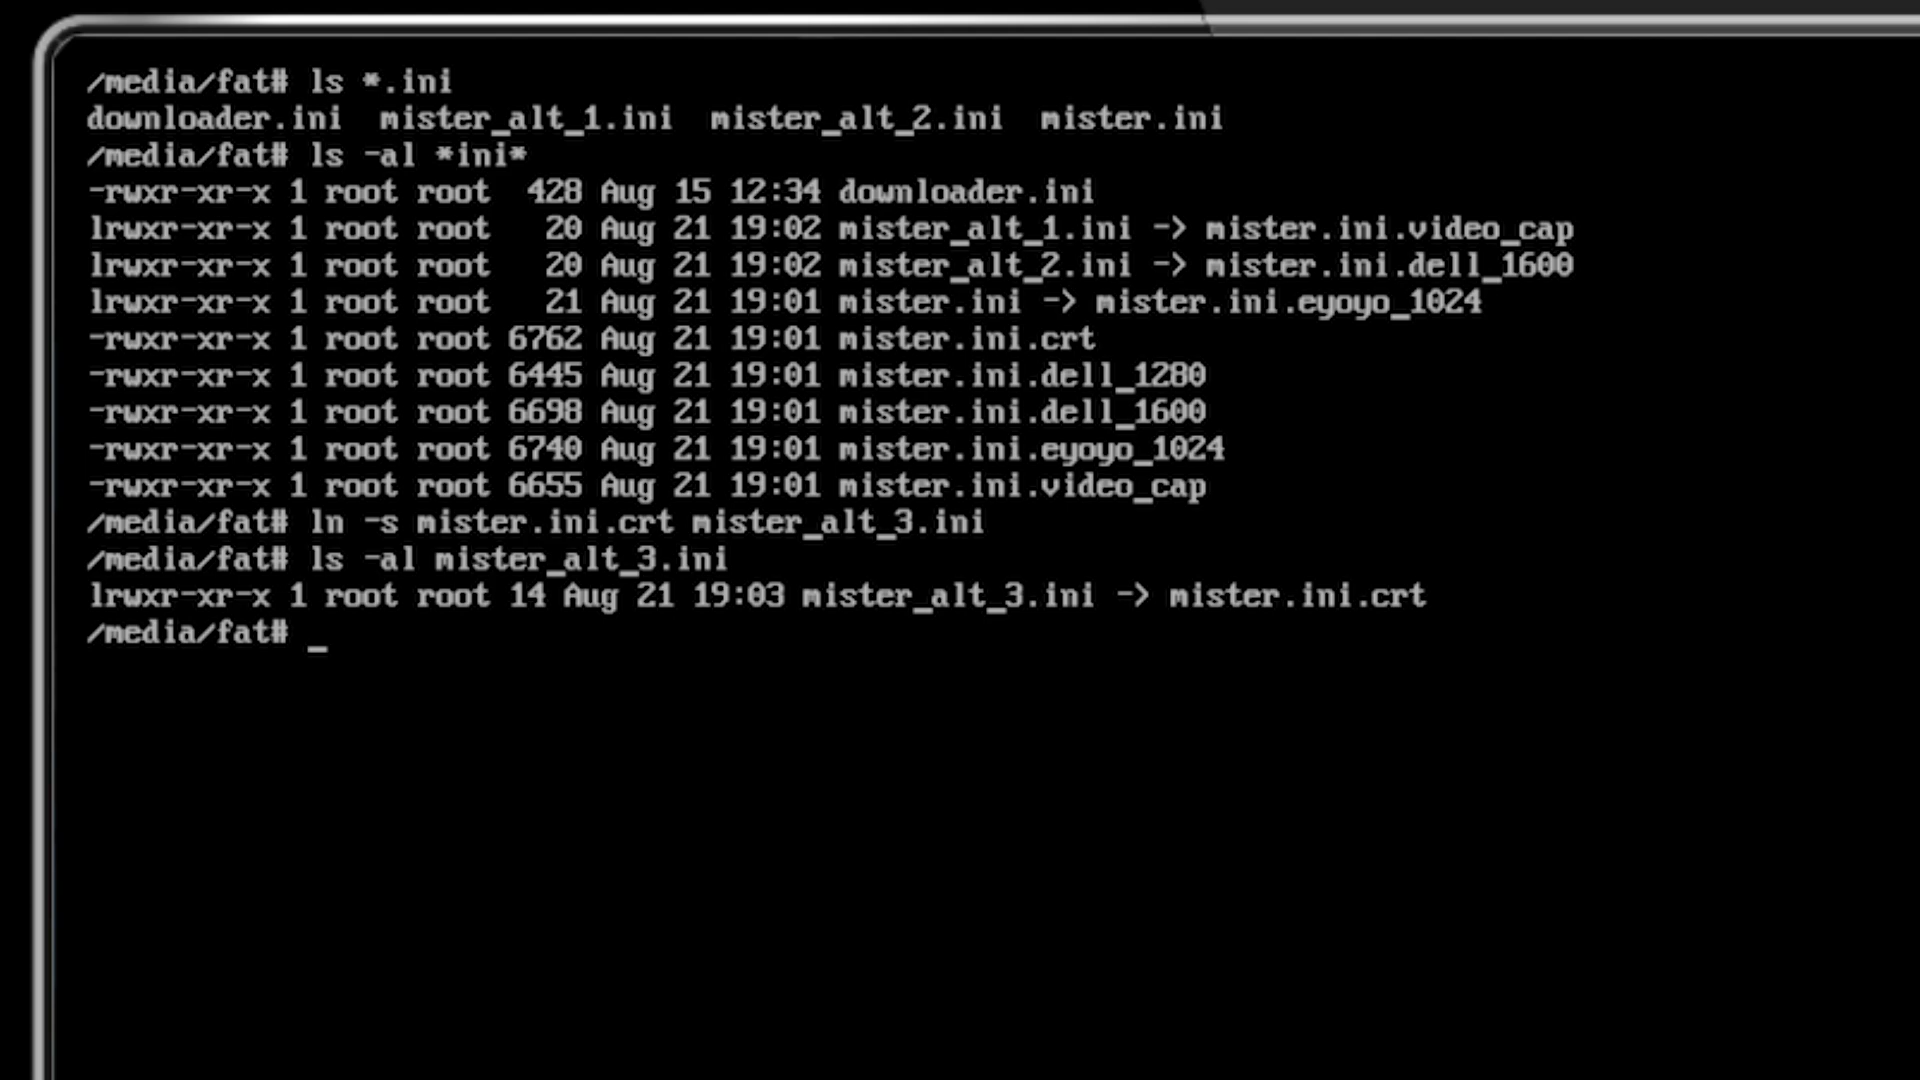 /media/fat# ls *.ini
downloader.ini  mister_alt_1.ini  mister_alt_2.ini  mister.ini
/media/fat# ls -al *ini*
-rwxr-xr-x 1 root root  428 Aug 15 12:34 downloader.ini
lrwxr-xr-x 1 root root   20 Aug 21 19:02 mister_alt_1.ini -> mister.ini.video_cap
lrwxr-xr-x 1 root root   20 Aug 21 19:02 mister_alt_2.ini -> mister.ini.dell_1600
lrwxr-xr-x 1 root root   21 Aug 21 19:01 mister.ini -> mister.ini.eyoyo_1024
-rwxr-xr-x 1 root root 6762 Aug 21 19:01 mister.ini.crt
-rwxr-xr-x 1 root root 6445 Aug 21 19:01 mister.ini.dell_1280
-rwxr-xr-x 1 root root 6698 Aug 21 19:01 mister.ini.dell_1600
-rwxr-xr-x 1 root root 6740 Aug 21 19:01 mister.ini.eyoyo_1024
-rwxr-xr-x 1 root root 6655 Aug 21 19:01 mister.ini.video_cap
/media/fat# ln -s mister.ini.crt mister_alt_3.ini
/media/fat# ls -al mister_alt_3.ini
lrwxr-xr-x 1 root root 14 Aug 21 19:03 mister_alt_3.ini -> mister.ini.crt
/media/fat# _